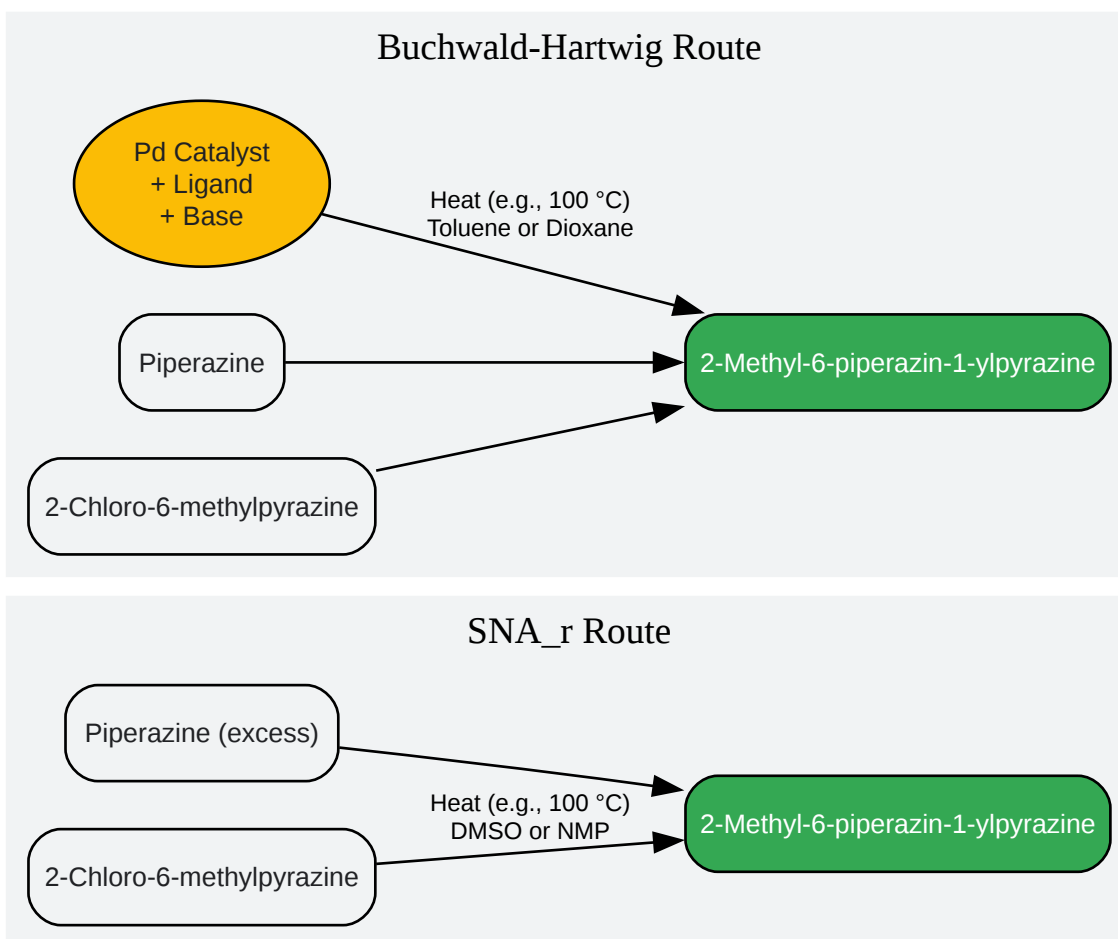 Buchwald-Hartwig Route
Pd Catalyst
+ Ligand
+ Base
Heat (e.g., 100 °C)
Toluene or Dioxane
Piperazine
2-Methyl-6-piperazin-1-ylpyrazine
2-Chloro-6-methylpyrazine
SNA_r Route
Piperazine (excess)
Heat (e.g., 100 °C)
DMSO or NMP
2-Methyl-6-piperazin-1-ylpyrazine
2-Chloro-6-methylpyrazine